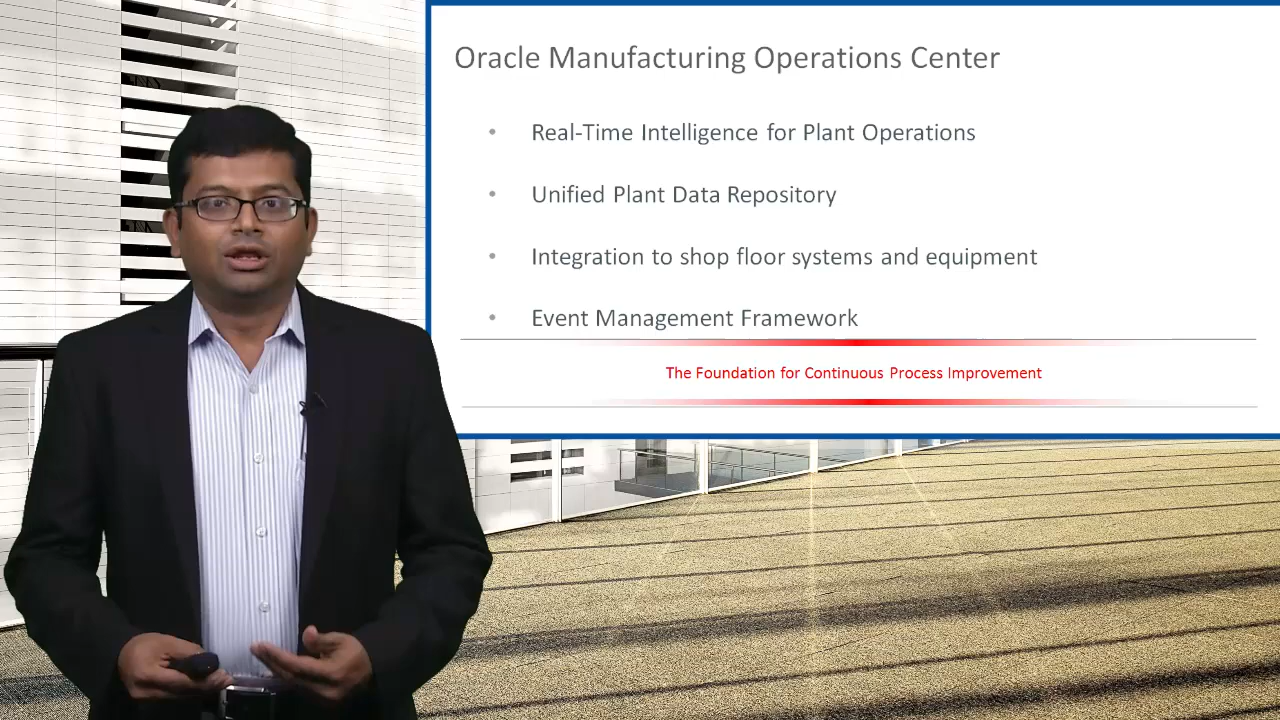 Oracle Manufacturing Operations Center
• Real-Time Intelligence for Plant Operations
• Unified Plant Data Repository
• Integration to shop floor systems and equipment
• Event Management Framework
The Foundation for Continuous Process Improvement